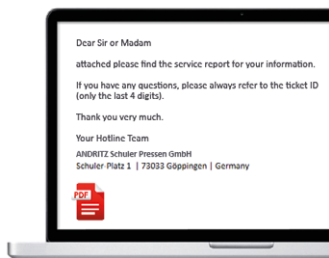 Dear Sir or Madam
attached please find the service report for your information.
If you have any questions, please always refer to the ticket ID
(only the last 4 digits).
Thank you very much.
Your Hotline Team
ANDRITZ Schuler Pressen GmbH
Schuler-Platz 1 | 73033 Göppingen | Germany
PDF